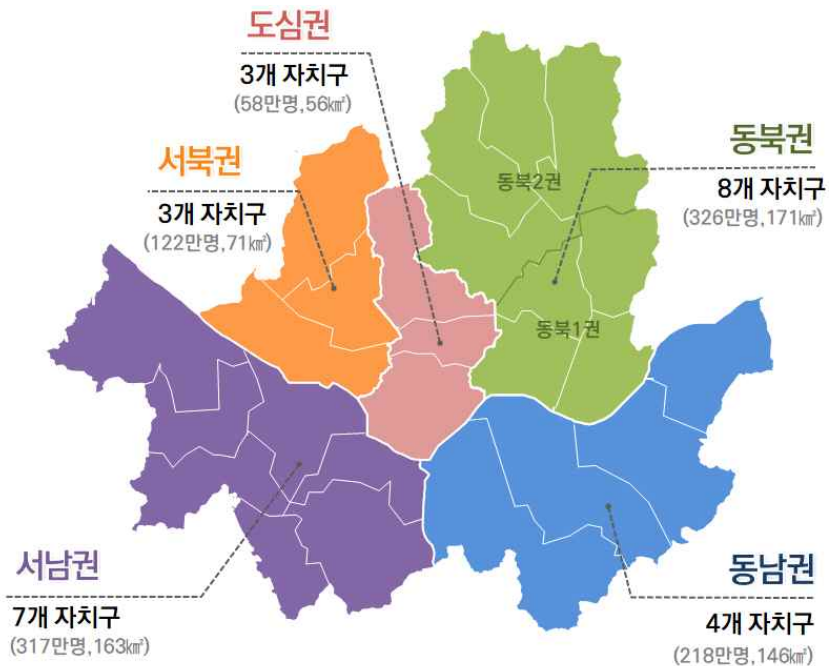 도심권
3개 자치구
(58만명,56㎢)
서북권
3개 자치구
(122만명,71㎢)
동북권
8개 자치구
(326만명,171㎢)
동북2권
동북1권
서남권
7개 자치구
(317만명,163㎢)
동남권
4개 자치구
(218만명,146㎢)